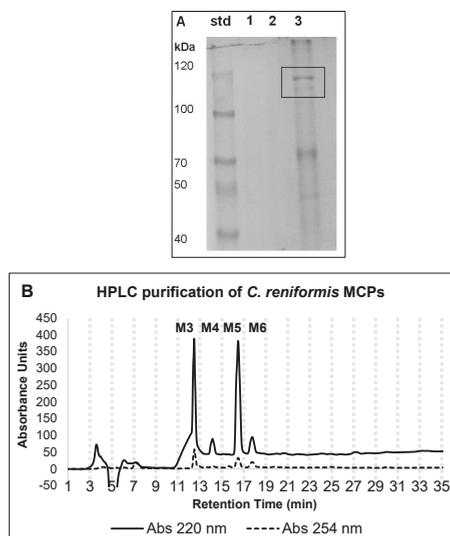 A std 1 2 3
kDa
120
100
70
50
40
B HPLC purification of C. reniformis MCPs
M3 M4 M5 M6
450
400
350
300
250
200
150
100
50
0
-50
Absorbance Units
1 3 5 7 9 11 13 15 17 19 21 23 25 27 29 31 33 35
Retention Time (min)
Abs 220 nm Abs 254 nm